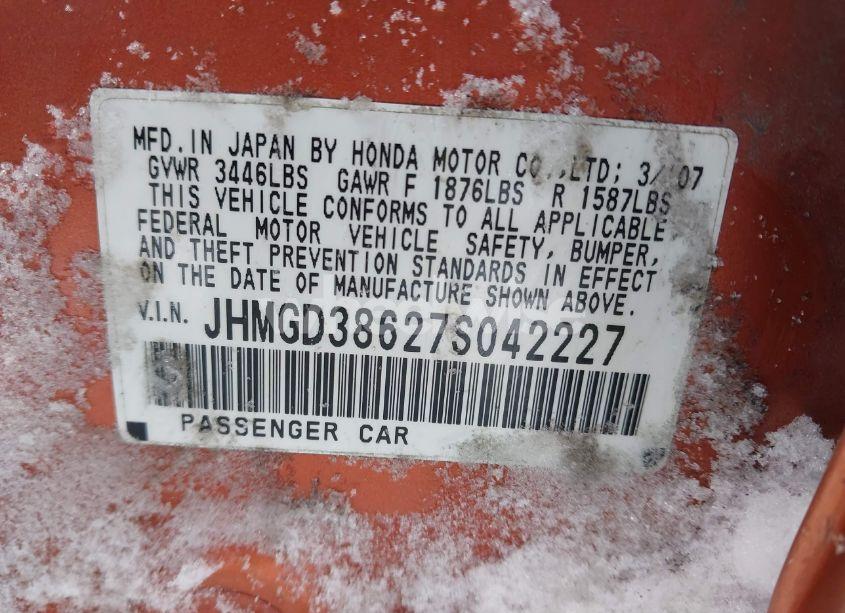 MFD.IN JAPAN BY HONDA MOTOR CO.,LTD; 3/07
GVWR 3446LBS GAWR F 1876LBS R 1587LBS
THIS VEHICLE CONFORMS TO ALL APPLICABLE
FEDERAL MOTOR VEHICLE SAFETY, BUMPER,
AND THEFT PREVENTION STANDARDS IN EFFECT
ON THE DATE OF MANUFACTURE SHOWN ABOVE.
V.I.N. JHMGD38627S042227
PASSENGER CAR